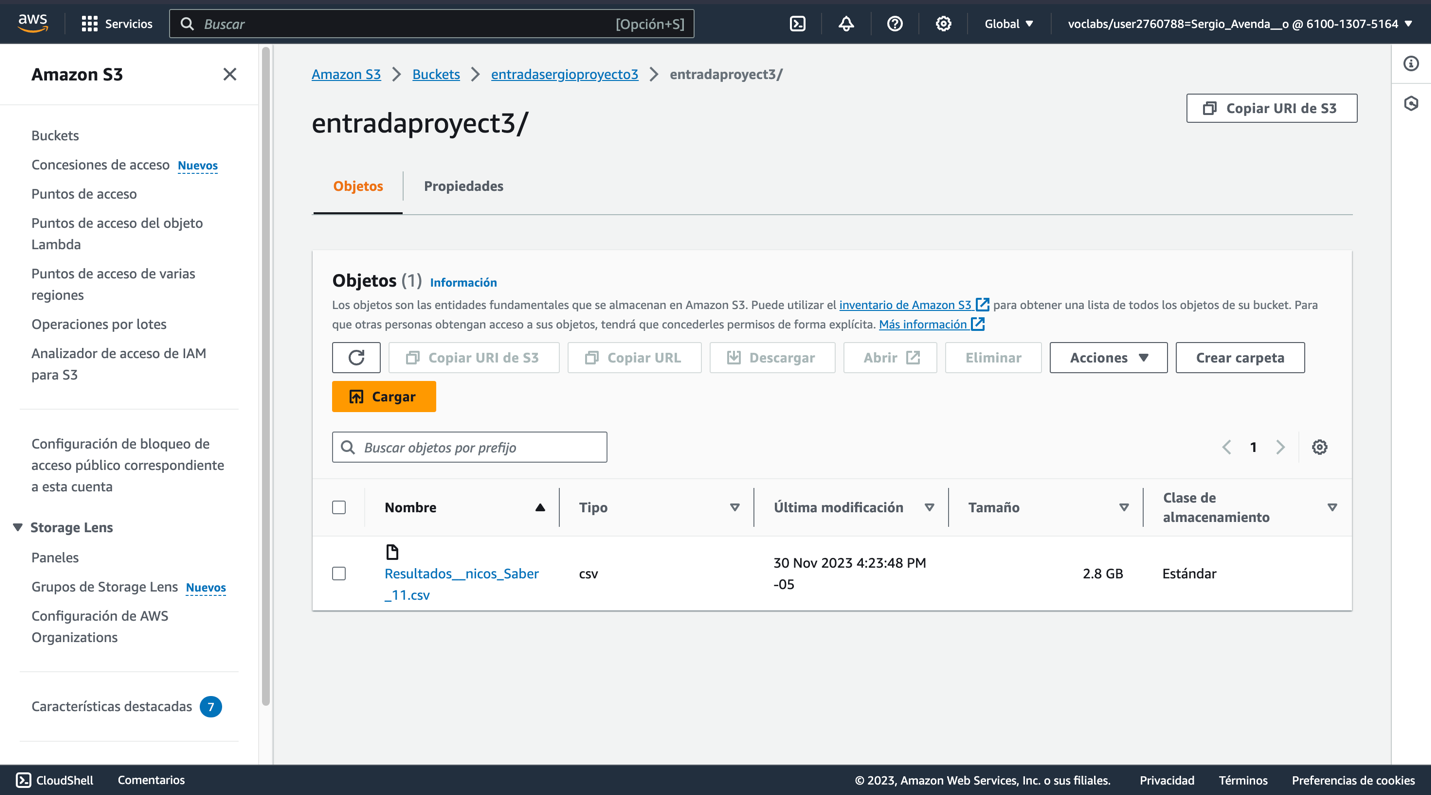 aws
Servicios
Buscar
[Opción+S]
Global
voclabs/user2760788=Sergio_Avenda__o @ 6100-1307-5164
Amazon S3
Buckets
Concesiones de acceso Nuevos
Puntos de acceso
Puntos de acceso del objeto
Lambda
Puntos de acceso de varias
regiones
Operaciones por lotes
Analizador de acceso de IAM
para S3
Configuración de bloqueo de
acceso público correspondiente
a esta cuenta
Storage Lens
Paneles
Grupos de Storage Lens Nuevos
Configuración de AWS
Organizations
Características destacadas 7
Amazon S3 > Buckets > entradasergioproyecto3 > entradaproyect3/
entradaproyect3/
Copiar URI de S3
Objetos
Propiedades
Objetos (1) Información
Los objetos son las entidades fundamentales que se almacenan en Amazon S3. Puede utilizar el inventario de Amazon S3 para obtener una lista de todos los objetos de su bucket. Para
que otras personas obtengan acceso a sus objetos, tendrá que concederles permisos de forma explícita. Más información
Copiar URI de S3
Copiar URL
Descargar
Abrir
Eliminar
Acciones
Crear carpeta
Cargar
Buscar objetos por prefijo
1
Nombre
Tipo
Última modificación
Tamaño
Clase de
almacenamiento
Resultados__nicos_Saber
_11.csv
csv
30 Nov 2023 4:23:48 PM
-05
2.8 GB
Estándar
CloudShell
Comentarios
© 2023, Amazon Web Services, Inc. o sus filiales.
Privacidad
Términos
Preferencias de cookies